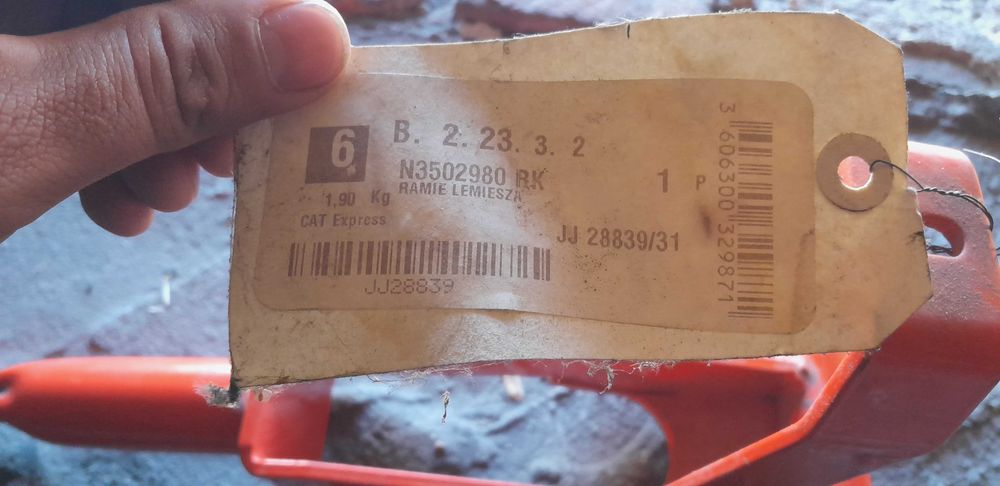 6
B. 2. 23. 3. 2
N3502980 RK
RAMIE LEMIESZA
1 P
1,90 Kg
CAT Express
JJ 28839/31
JJ28839
3 606300 329871